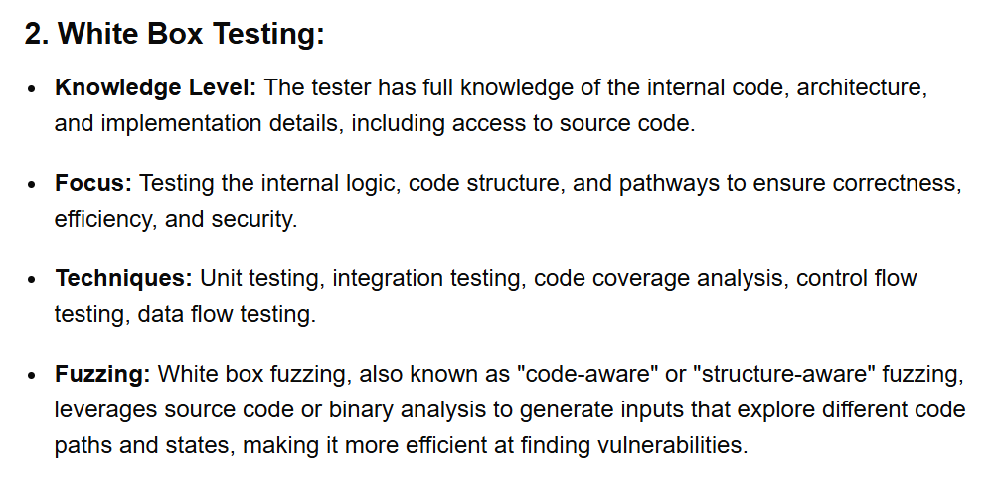 2. White Box Testing:
• Knowledge Level: The tester has full knowledge of the internal code, architecture,
and implementation details, including access to source code.
• Focus: Testing the internal logic, code structure, and pathways to ensure correctness,
efficiency, and security.
• Techniques: Unit testing, integration testing, code coverage analysis, control flow
testing, data flow testing.
• Fuzzing: White box fuzzing, also known as "code-aware" or "structure-aware" fuzzing,
leverages source code or binary analysis to generate inputs that explore different code
paths and states, making it more efficient at finding vulnerabilities.